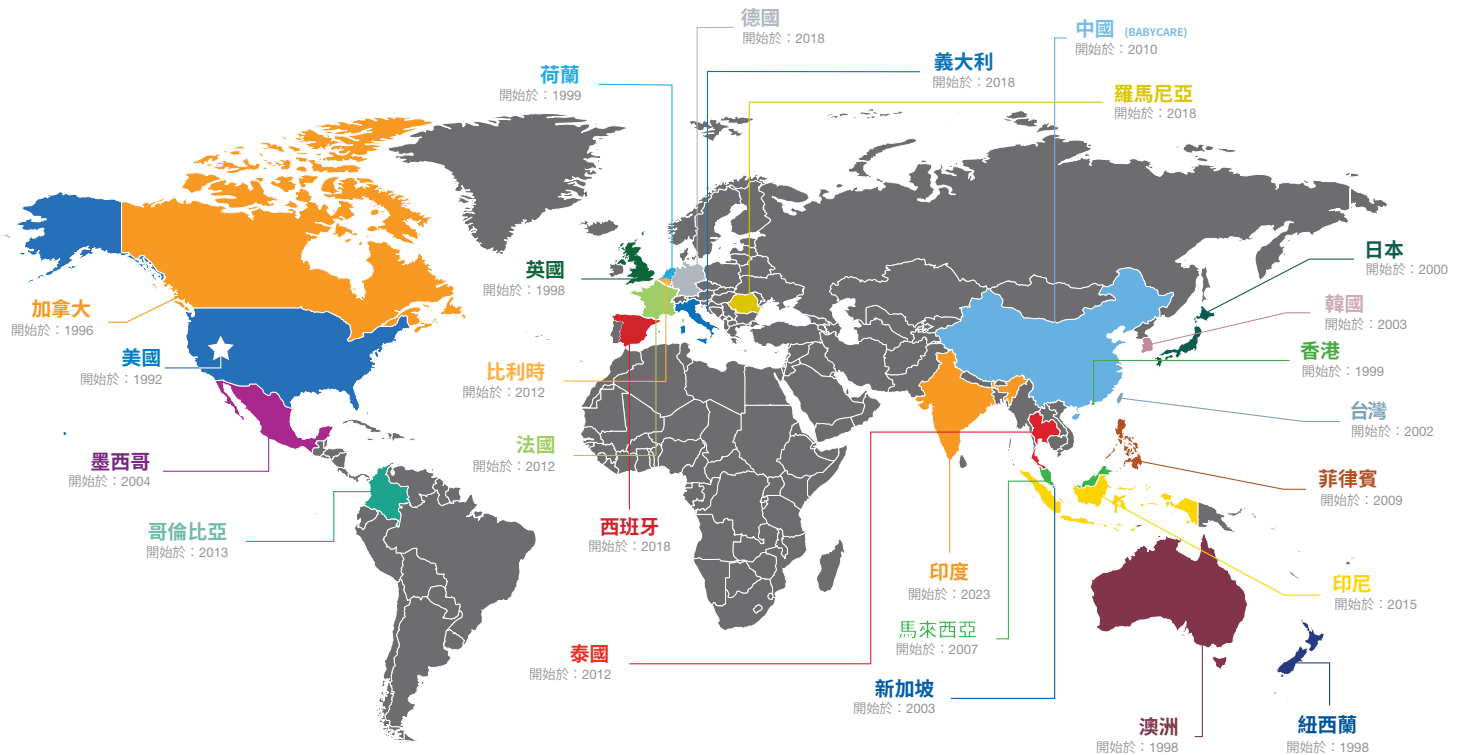 德國
開始於：2018
中國 (BABYCARE)
開始於：2010
荷蘭
開始於：1999
義大利
開始於：2018
羅馬尼亞
開始於：2018
英國
開始於：1998
日本
開始於：2000
加拿大
開始於：1996
韓國
開始於：2003
美國
開始於：1992
比利時
開始於：2012
香港
開始於：1999
台灣
開始於：2002
法國
開始於：2012
墨西哥
開始於：2004
菲律賓
開始於：2009
哥倫比亞
開始於：2013
西班牙
開始於：2018
印度
開始於：2023
印尼
開始於：2015
馬來西亞
開始於：2007
泰國
開始於：2012
新加坡
開始於：2003
澳洲
開始於：1998
紐西蘭
開始於：1998